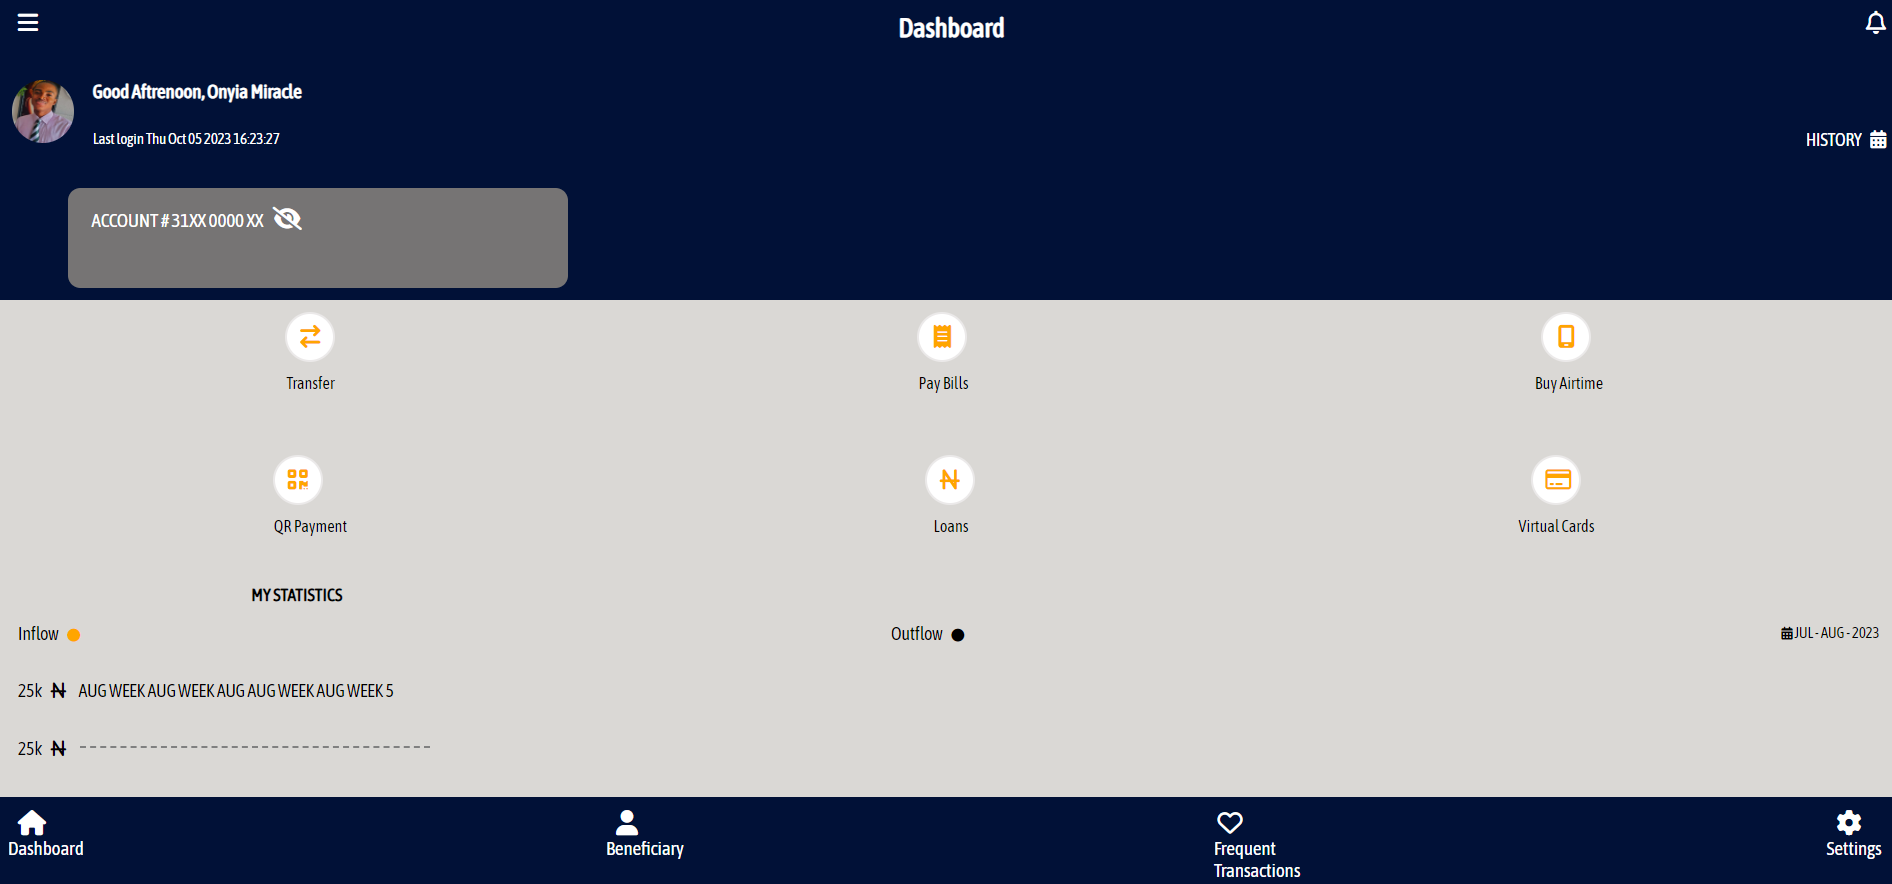 Dashboard
Good Aftrenoon, Onyia Miracle
Last login Thu Oct 05 2023 16:23:27
HISTORY
ACCOUNT # 31XX 0000 XX
Transfer
Pay Bills
Buy Airtime
QR Payment
Loans
Virtual Cards
MY STATISTICS
Inflow
Outflow
JUL - AUG - 2023
25k ₦ AUG WEEK AUG WEEK AUG AUG WEEK AUG WEEK 5
25k ₦ -----------------------------------
Dashboard
Beneficiary
Frequent
Transactions
Settings